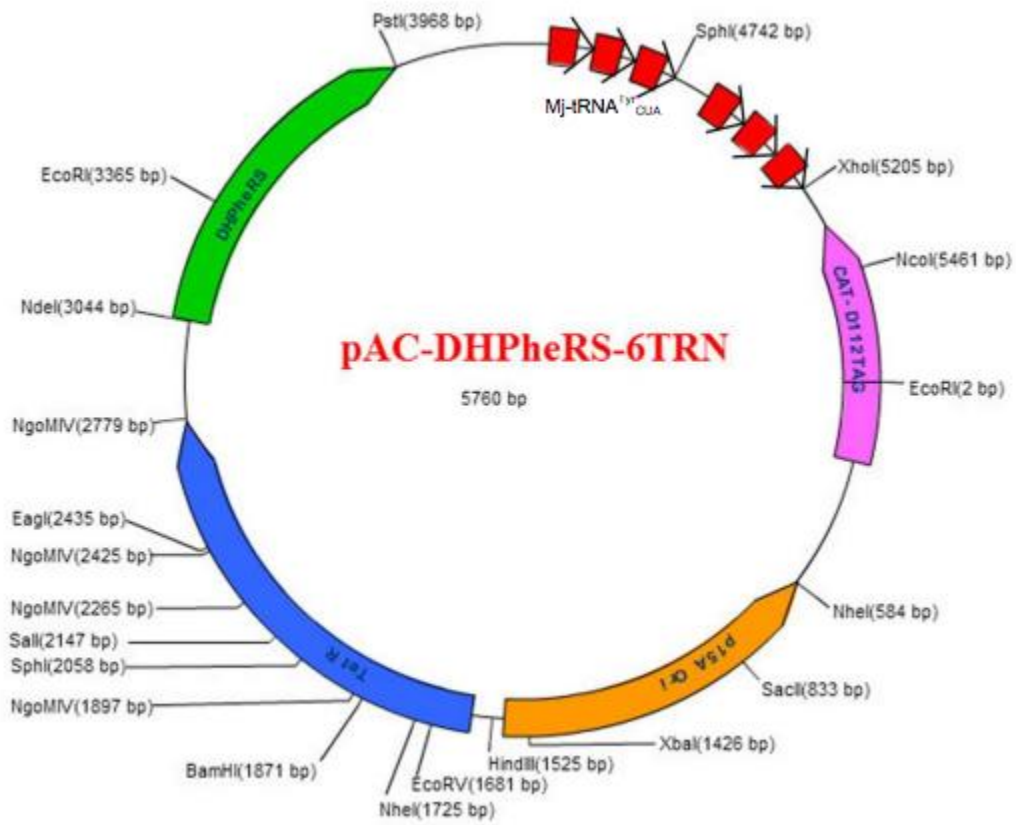 PstI(3968 bp)
SphI(4742 bp)
Mj-tRNA Tyr CUA
XhoI(5205 bp)
EcoRI(3365 bp)
DHPheRS
NcoI(5461 bp)
CAT - D112TAG
NdeI(3044 bp)
pAC-DHPheRS-6TRN
5760 bp
EcoRI(2 bp)
NgoMIV(2779 bp)
EagI(2435 bp)
NgoMIV(2425 bp)
NgoMIV(2265 bp)
NheI(584 bp)
SalI(2147 bp)
SphI(2058 bp)
Tet R
p15A Ori
SacII(833 bp)
NgoMIV(1897 bp)
XbaI(1426 bp)
BamHI(1871 bp)
HindIII(1525 bp)
EcoRV(1681 bp)
NheI(1725 bp)